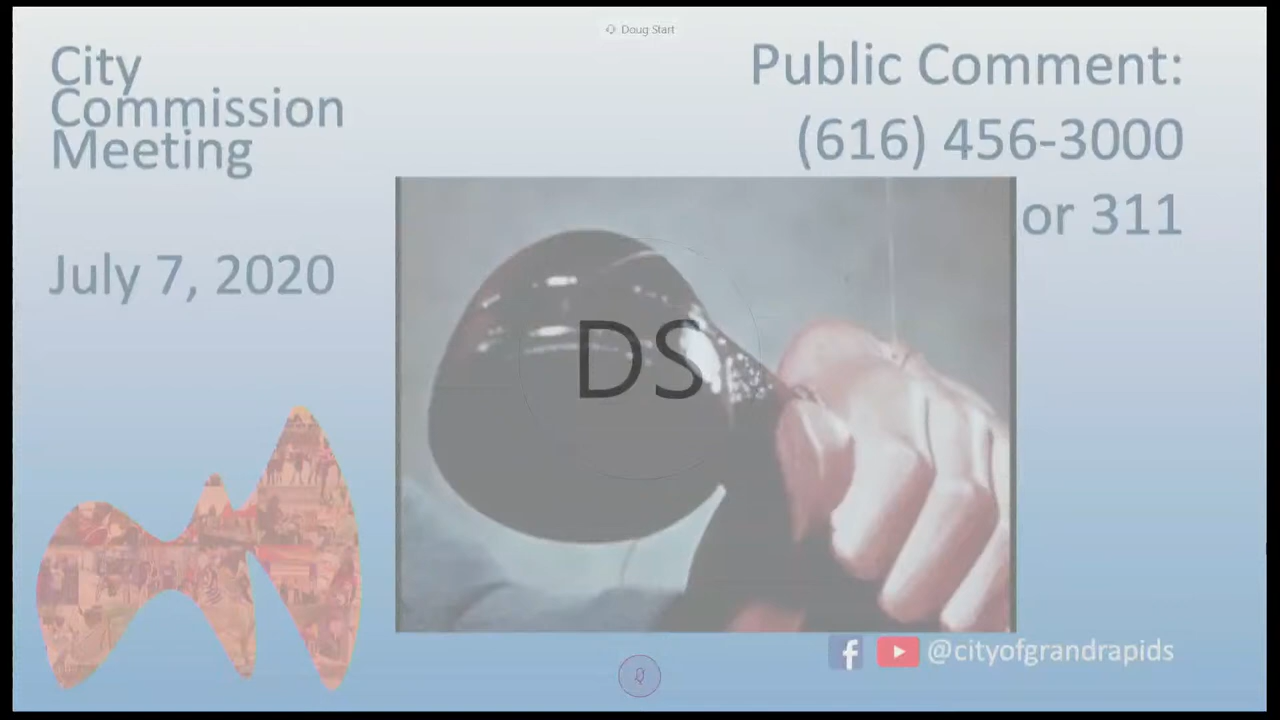 Doug Start
City
Commission
Meeting
July 7, 2020
Public Comment:
(616) 456-3000
or 311
DS
@cityofgrandrapids